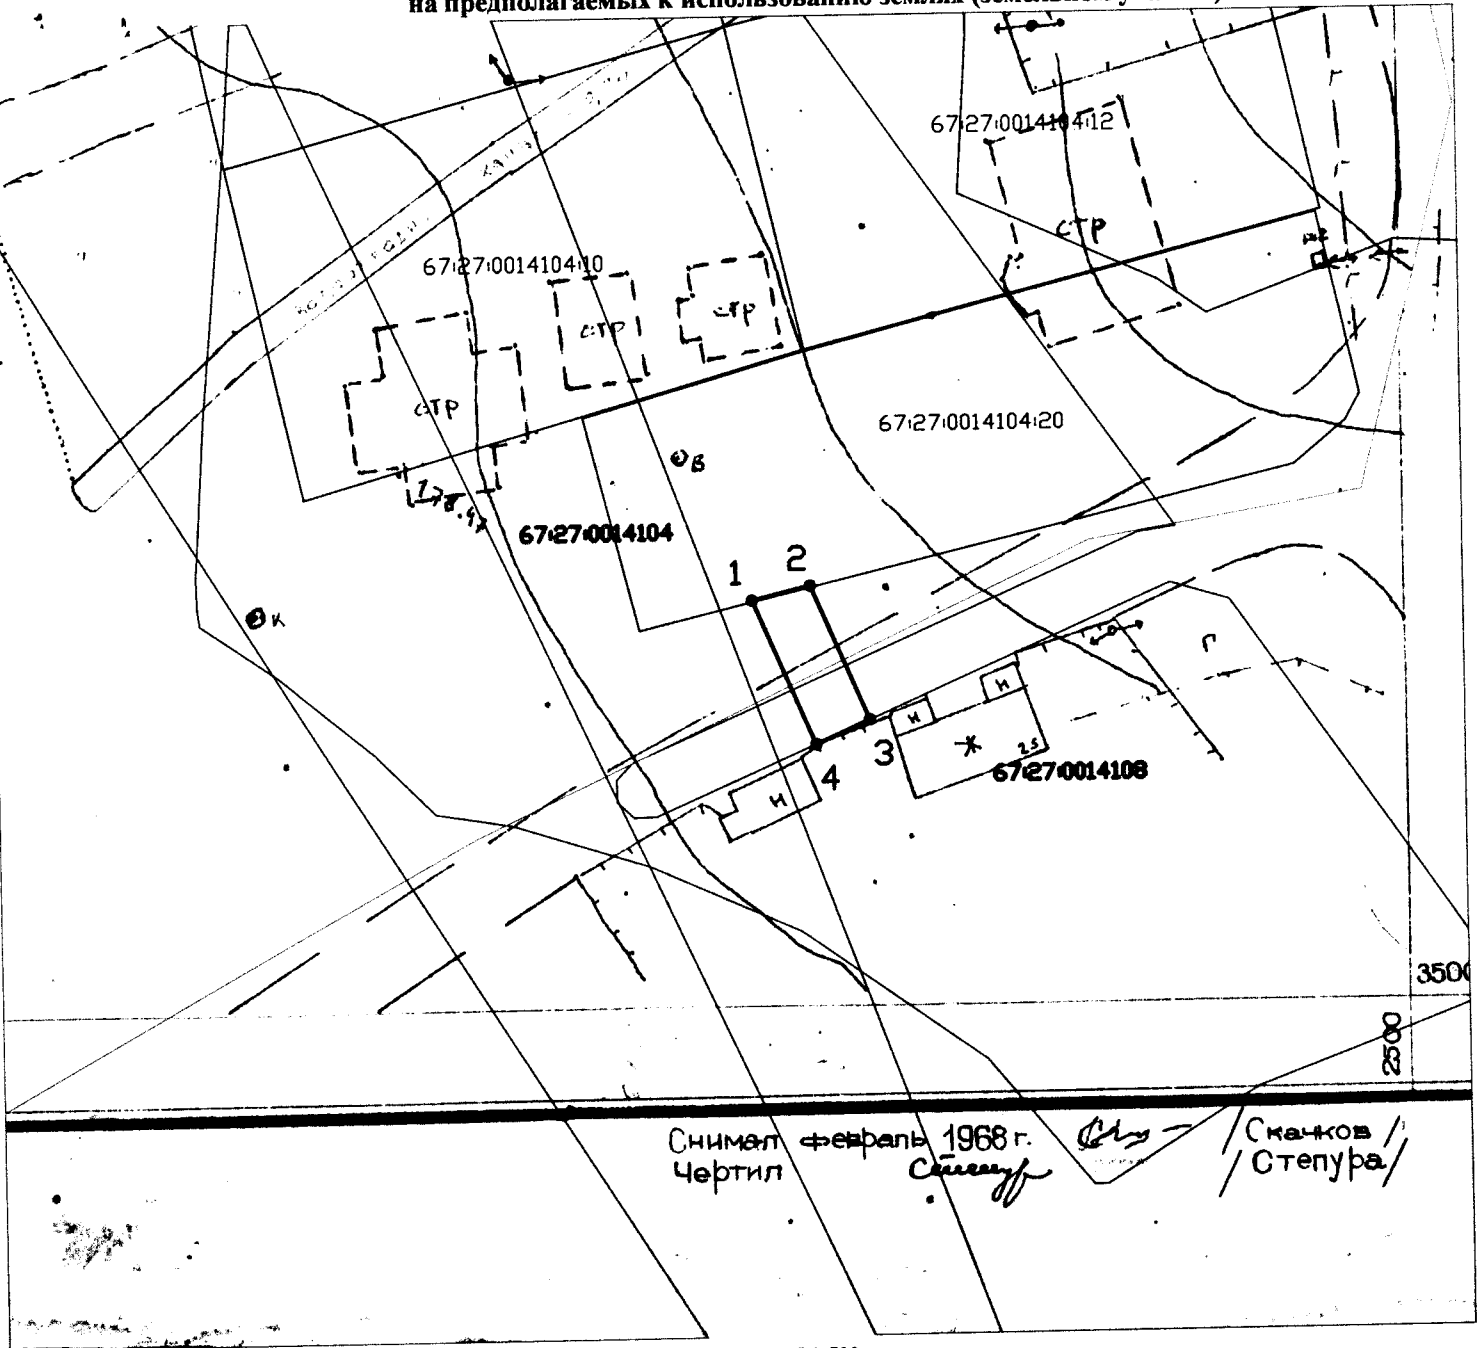 на предполагаемых к использованию землях
67:27:0014104:12
стр
67:27:0014104:10
стр
стр
стр
67:27:0014104:20
В
67:27:0014104
1
2
К
Г
3
4
Н
Н
Н
Ж
25
67:27:0014108
3500
2500
Снимал февраль 1968 г. /Скачков/
Чертил /Степура/